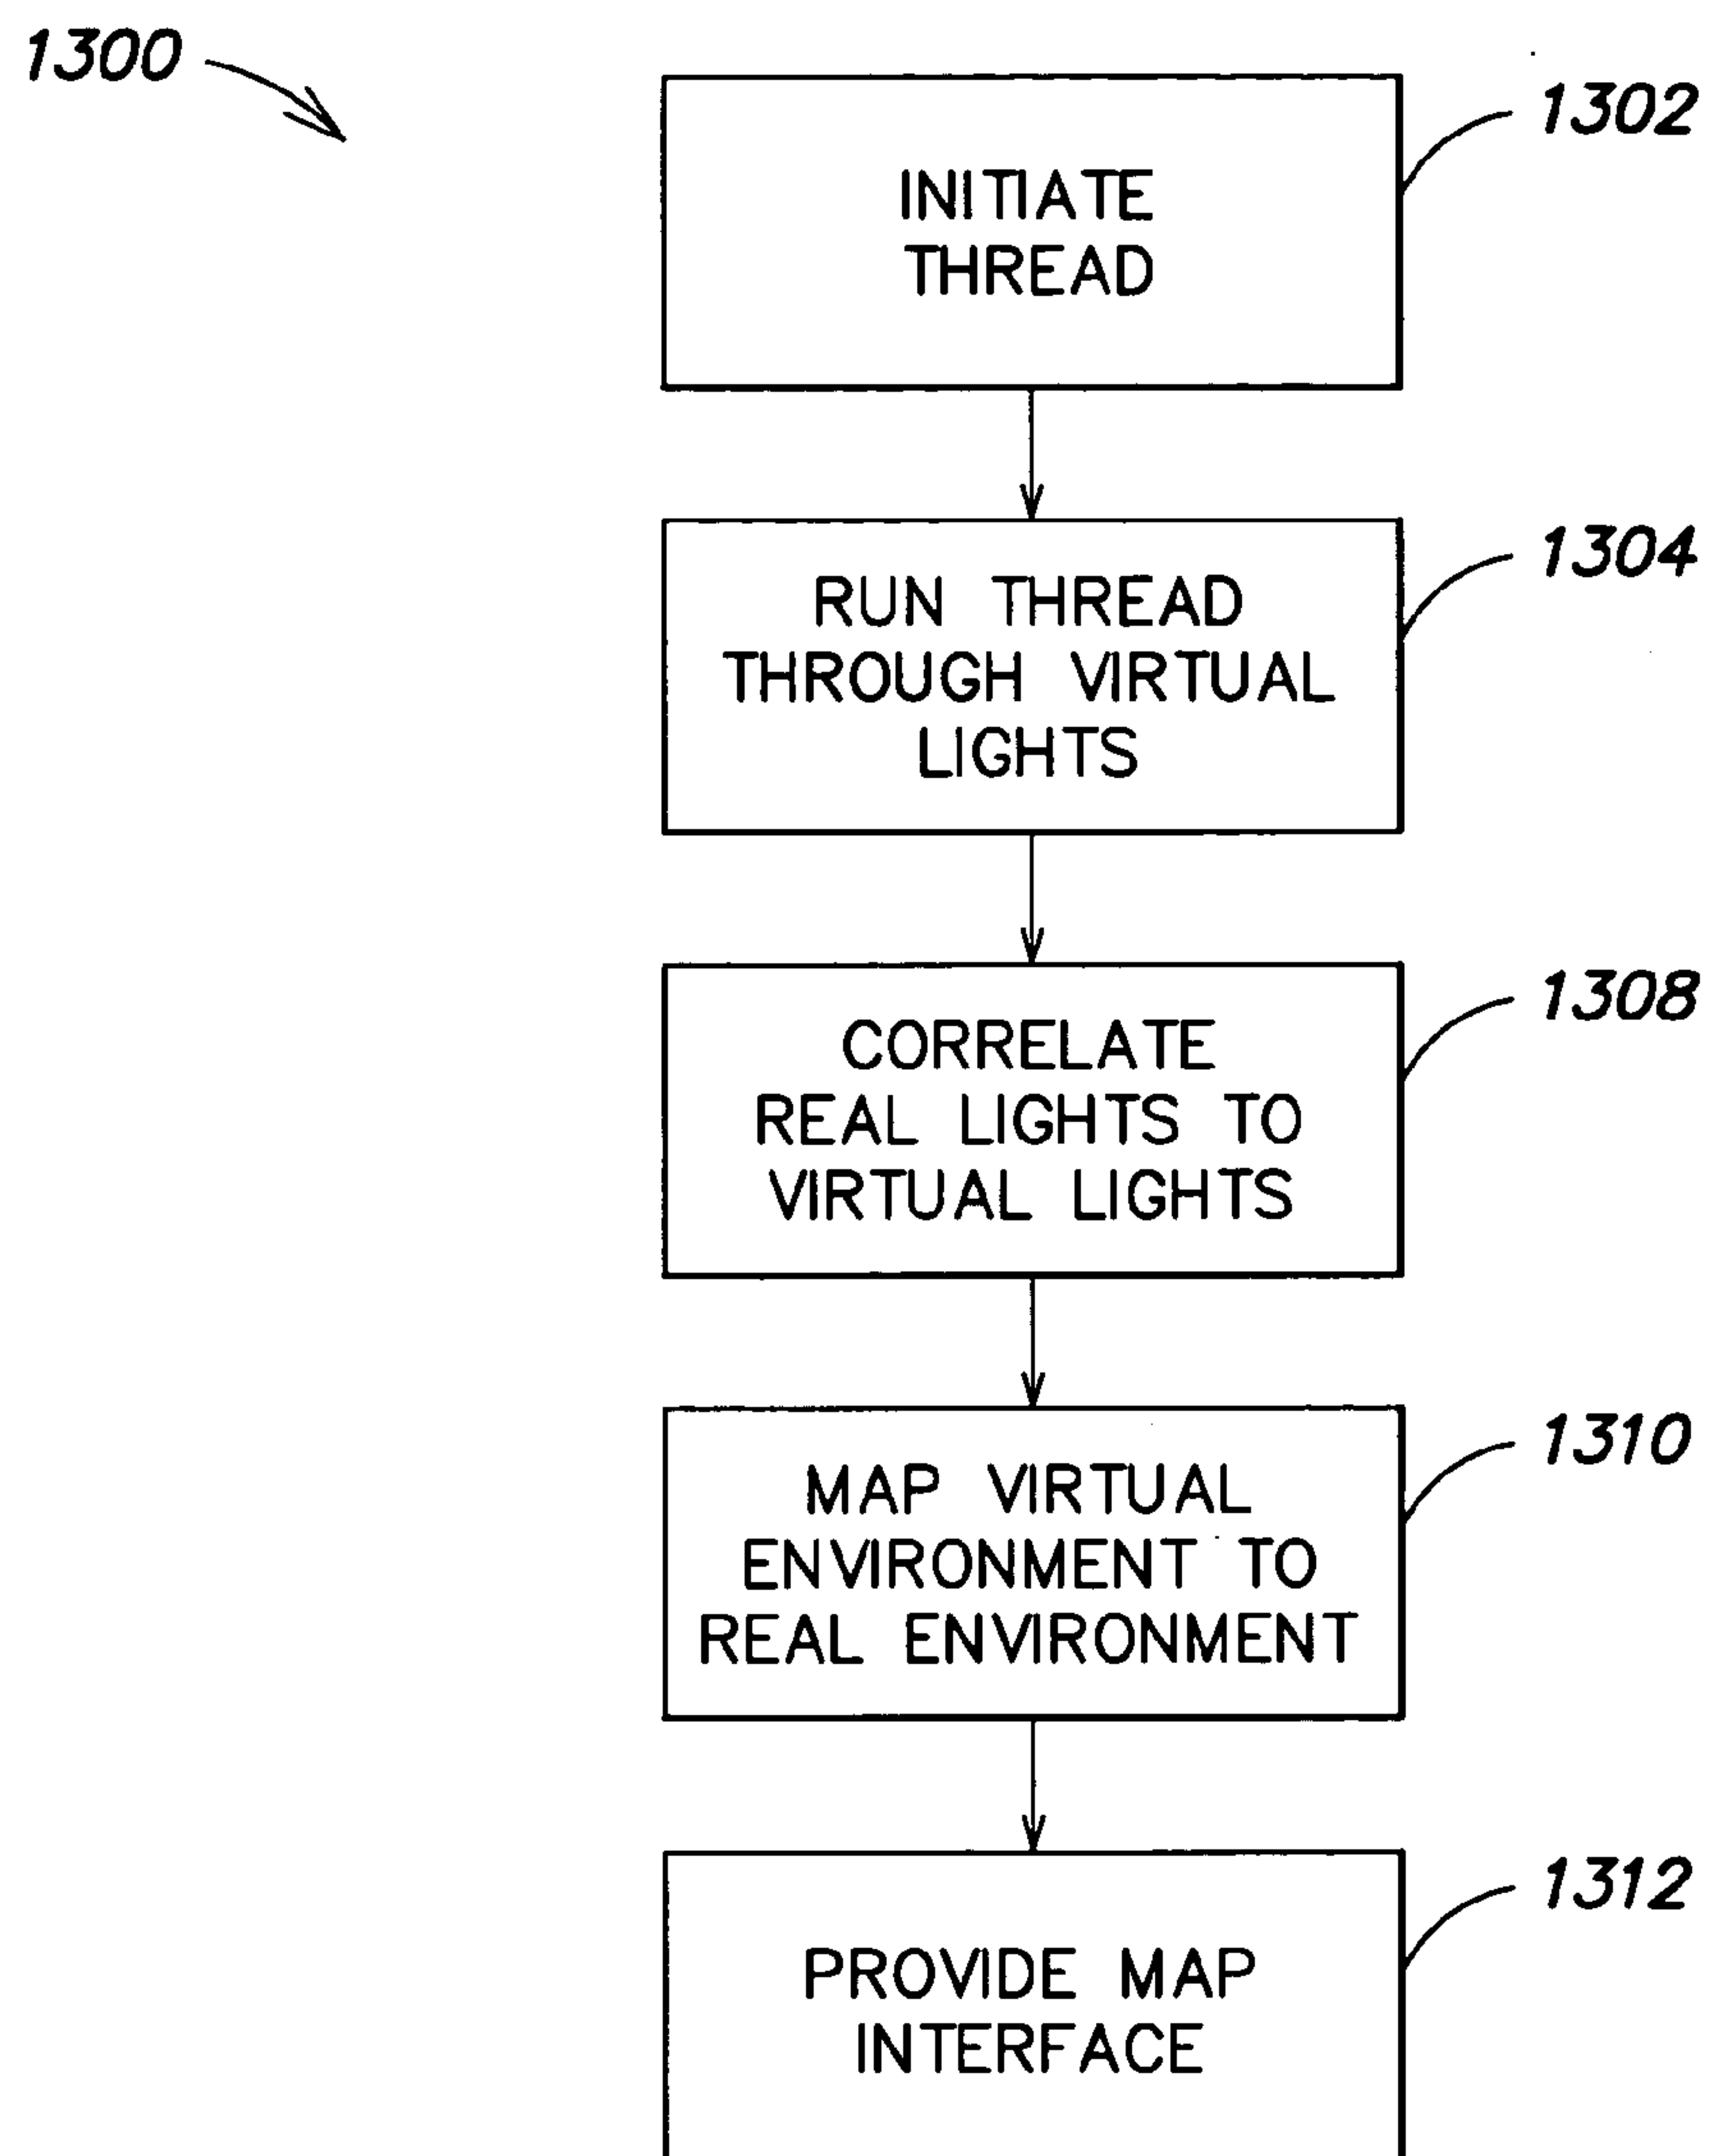 1300
1302
INITIATE
THREAD
1304
RUN THREAD
THROUGH VIRTUAL
LIGHTS
1308
CORRELATE
REAL LIGHTS TO
VIRTUAL LIGHTS
1310
MAP VIRTUAL
ENVIRONMENT TO
REAL ENVIRONMENT
1312
PROVIDE MAP
INTERFACE